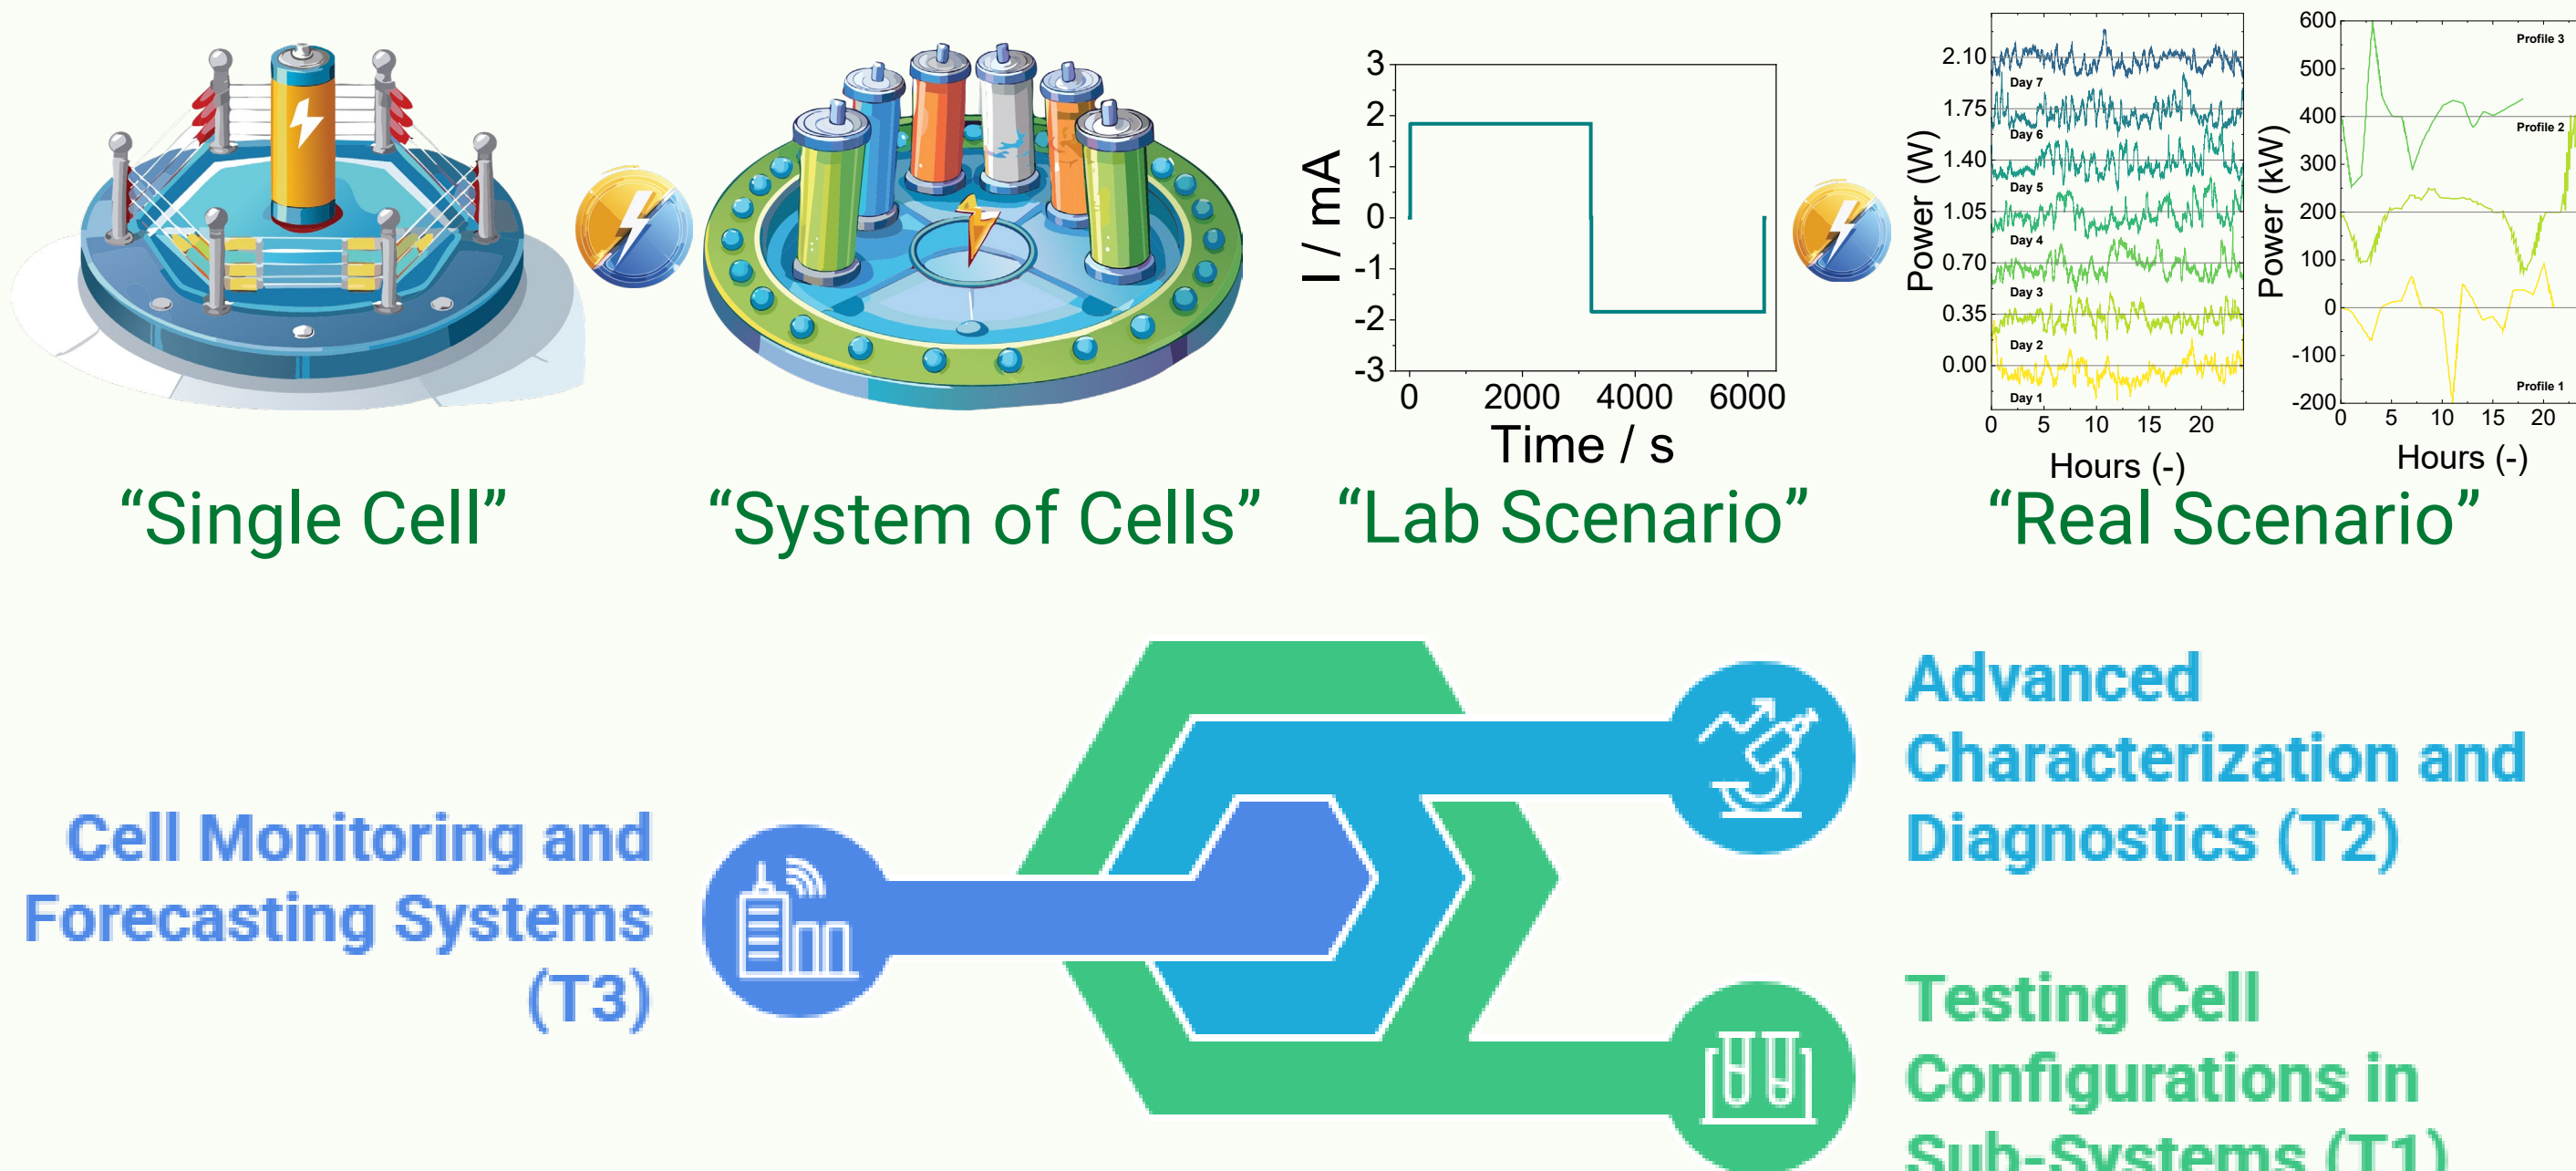 3
2
1
0
-1
-2
-3
I / mA
0 2000 4000 6000
Time / s
2.10
1.75
1.40
1.05
0.70
0.35
0.00
Power (W)
Day 7
Day 6
Day 5
Day 4
Day 3
Day 2
Day 1
0 5 10 15 20
Hours (-)
600
500
400
300
200
100
0
-100
-200
Power (kW)
Profile 3
Profile 2
Profile 1
0 5 10 15 20
Hours (-)
“Single Cell”
“System of Cells”
“Lab Scenario”
“Real Scenario”
Cell Monitoring and
Forecasting Systems
(T3)
Advanced
Characterization and
Diagnostics (T2)
Testing Cell
Configurations in
Sub-Systems (T1)